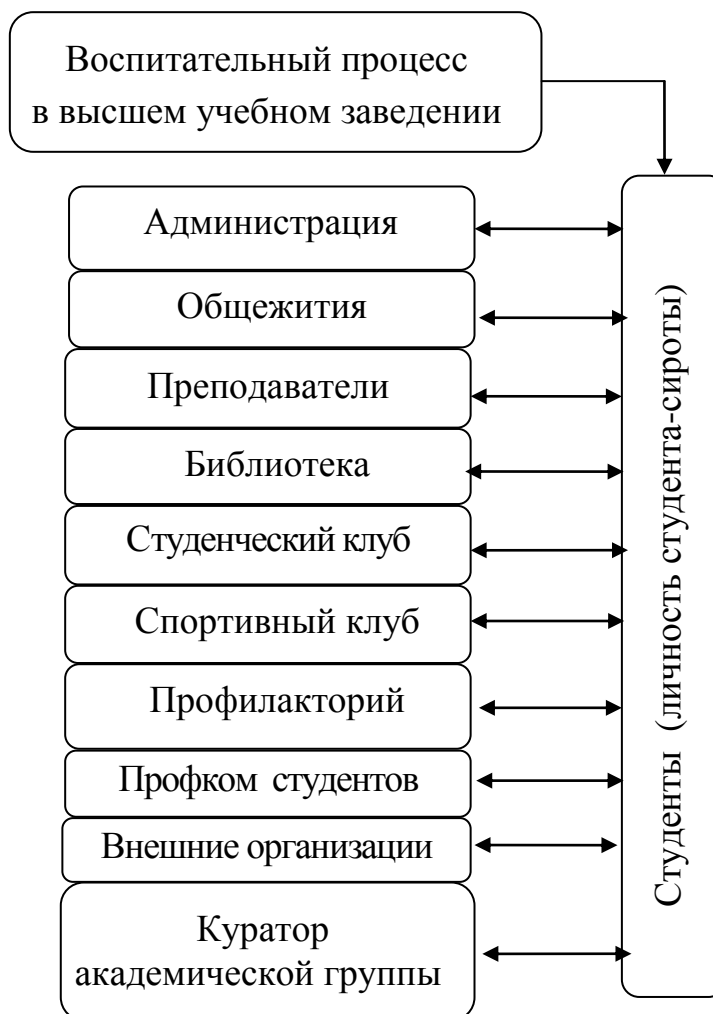 Воспитательный процесс
в высшем учебном заведении
Администрация
Общежития
Преподаватели
Библиотека
Студенческий клуб
Спортивный клуб
Профилакторий
Профком студентов
Внешние организации
Куратор
академической группы
Студенты (личность студента-сироты)